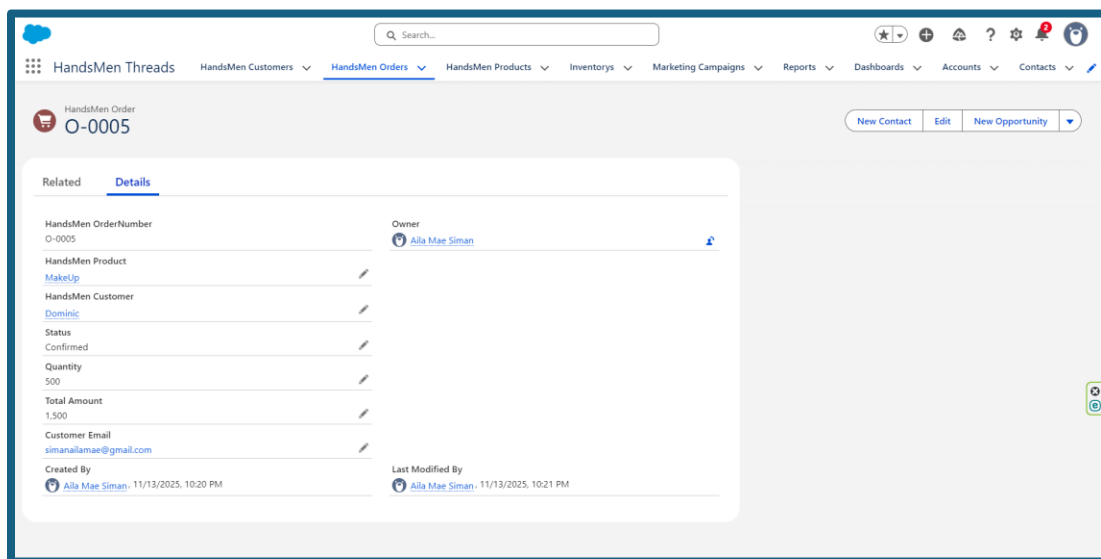 Search...
2
HandsMen Threads HandsMen Customers HandsMen Orders HandsMen Products Inventorys Marketing Campaigns Reports Dashboards Accounts Contacts
HandsMen Order
O-0005
New Contact Edit New Opportunity
Related Details
HandsMen OrderNumber
O-0005
Owner
Aila Mae Siman
HandsMen Product
MakeUp
HandsMen Customer
Dominic
Status
Confirmed
Quantity
500
Total Amount
1,500
Customer Email
simanailamae@gmail.com
Created By
Aila Mae Siman, 11/13/2025, 10:20 PM
Last Modified By
Aila Mae Siman, 11/13/2025, 10:21 PM